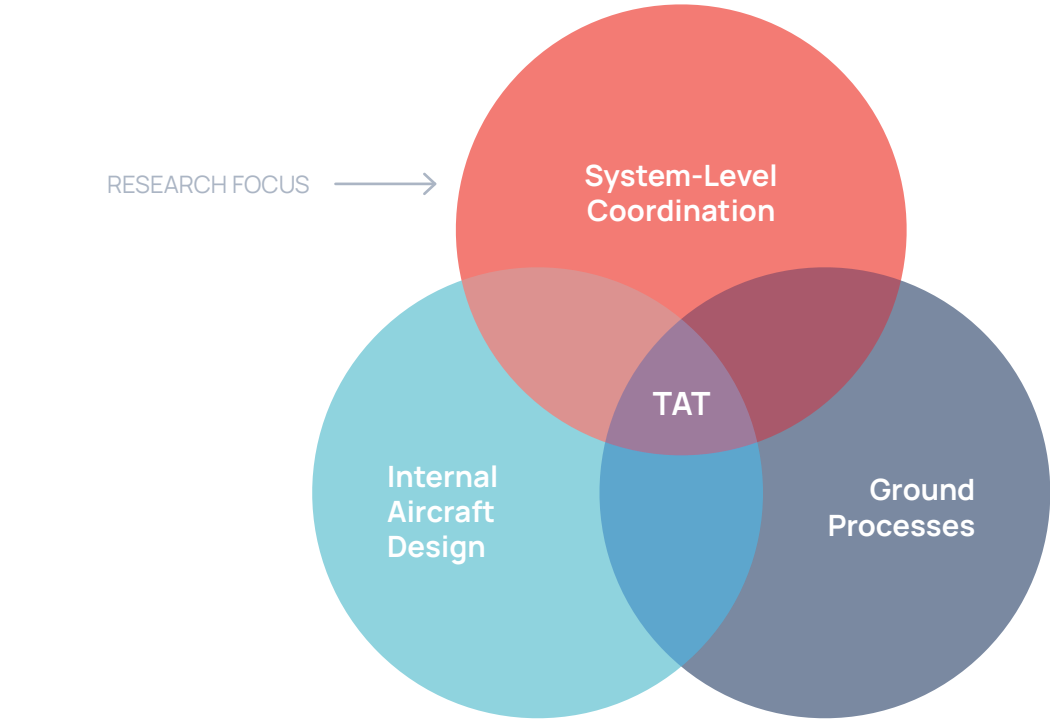 RESEARCH FOCUS
System-Level
Coordination
TAT
Internal
Aircraft
Design
Ground
Processes